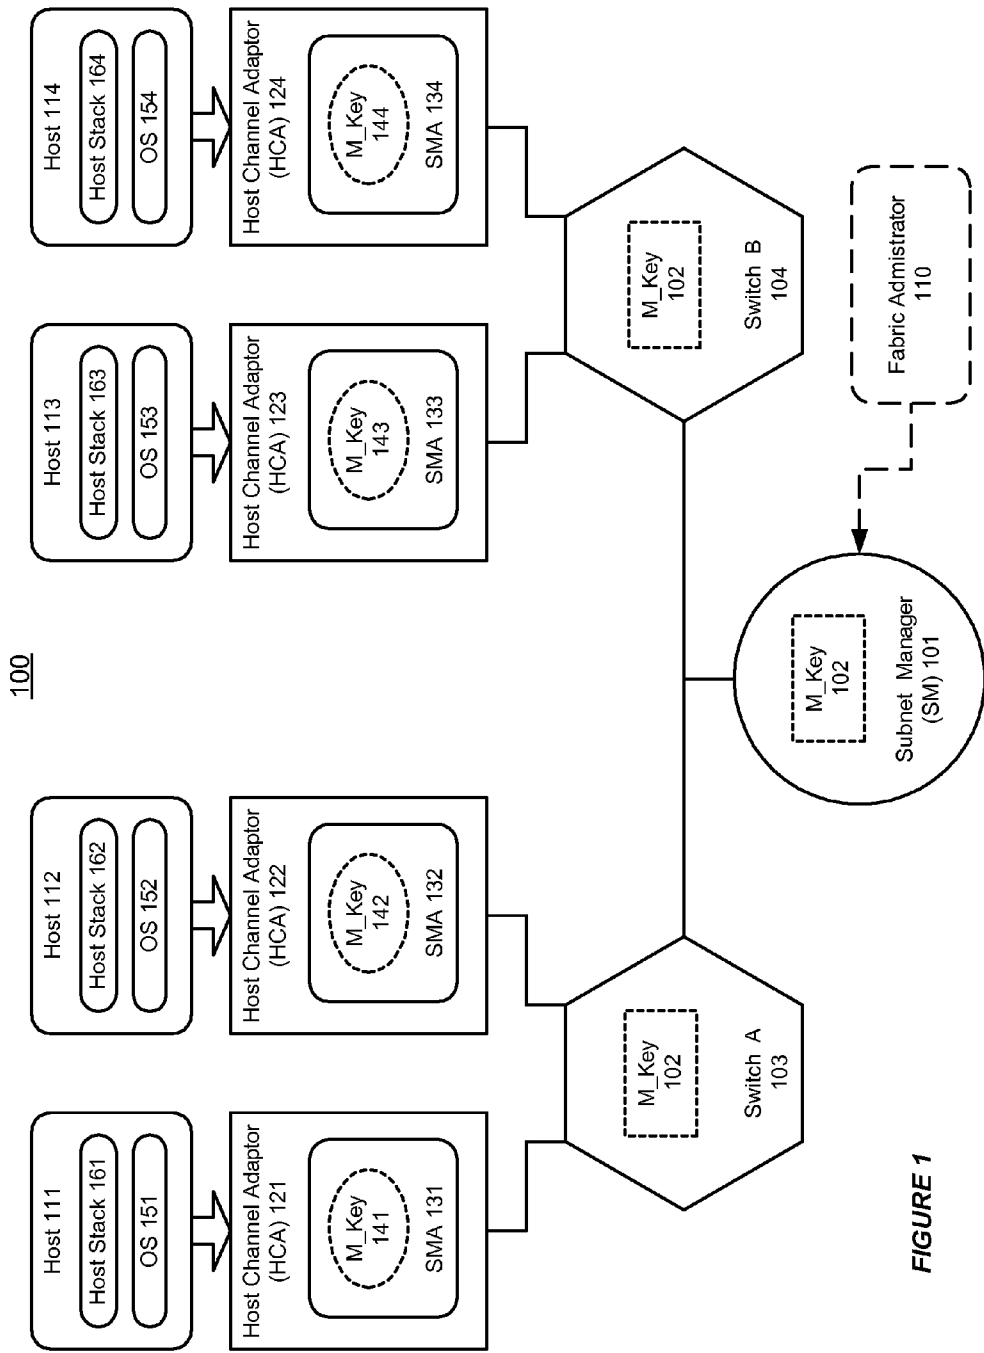 100
Host 111
Host Stack 161
OS 151
Host 112
Host Stack 162
OS 152
Host 113
Host Stack 163
OS 153
Host 114
Host Stack 164
OS 154
Host Channel Adaptor
(HCA) 121
M_Key
141
SMA 131
Host Channel Adaptor
(HCA) 122
M_Key
142
SMA 132
Host Channel Adaptor
(HCA) 123
M_Key
143
SMA 133
Host Channel Adaptor
(HCA) 124
M_Key
144
SMA 134
M_Key
102
Switch A
103
M_Key
102
Switch B
104
M_Key
102
Subnet Manager
(SM) 101
Fabric Admistrator
110
FIGURE 1